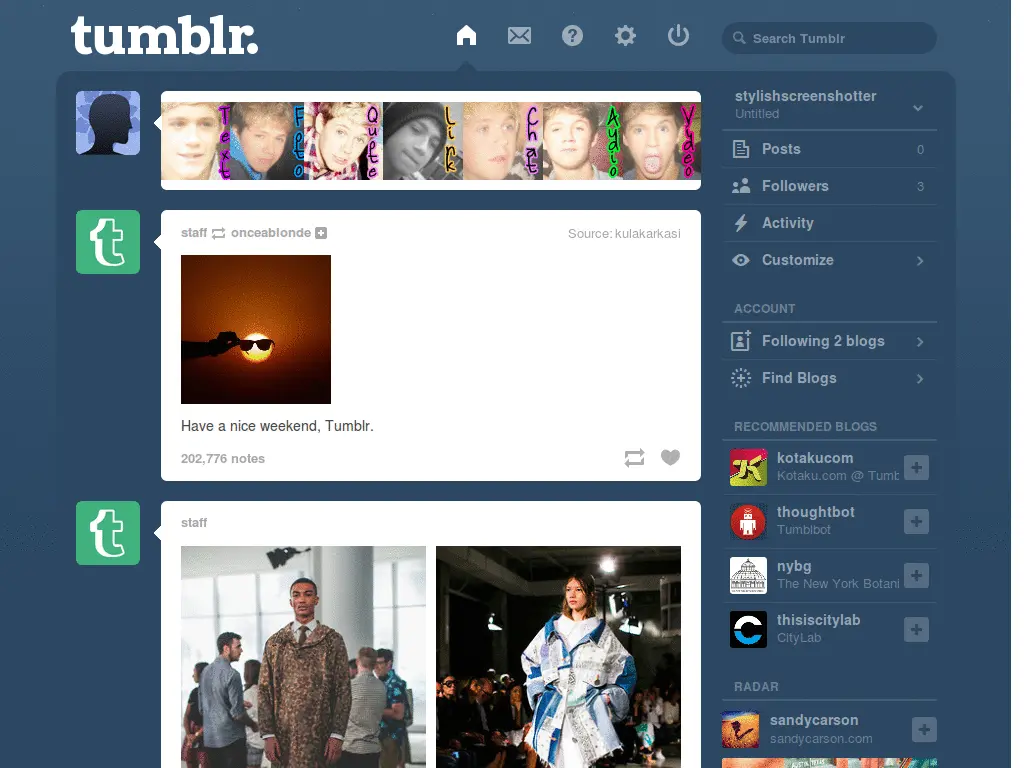 tumblr.
Search Tumblr
Text
Foto
Quote
Link
Chat
Audio
Video
stylishscreenshotter
Untitled
Posts 0
Followers 3
Activity
Customize
ACCOUNT
Following 2 blogs
Find Blogs
RECOMMENDED BLOGS
kotakucom
Kotaku.com @ Tumb
thoughtbot
Tumblbot
nybg
The New York Botani
thisiscitylab
CityLab
RADAR
sandycarson
sandycarson.com
staff onceablonde
Source: kulakarkasi
Have a nice weekend, Tumblr.
202,776 notes
staff